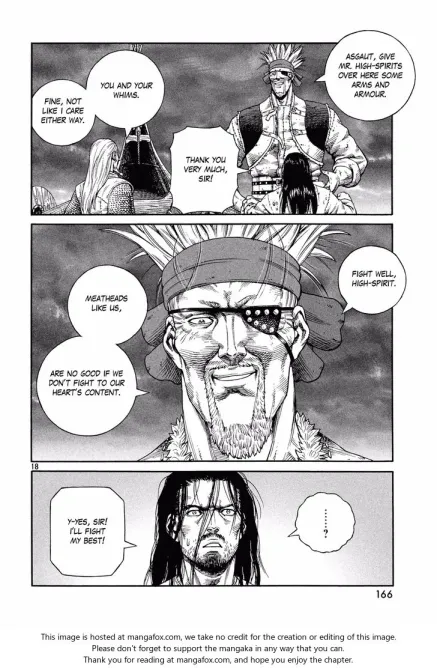 ASGAUT, GIVE
MR. HIGH-SPIRITS
OVER HERE SOME
ARMS AND
ARMOUR.
YOU AND YOUR
WHIMS.
FINE, NOT
LIKE I CARE
EITHER WAY.
THANK YOU
VERY MUCH,
SIR!
FIGHT WELL,
HIGH-SPIRIT.
MEATHEADS
LIKE US,
ARE NO GOOD IF WE
DON'T FIGHT TO OUR
HEART'S CONTENT.
18
......
?
Y-YES, SIR!
I'LL FIGHT
MY BEST!
166
This image is hosted at mangafox.com, we take no credit for the creation or editing of this image.
Please don't forget to support the mangaka in any way that you can.
Thank you for reading at mangafox.com, and hope you enjoy the chapter.